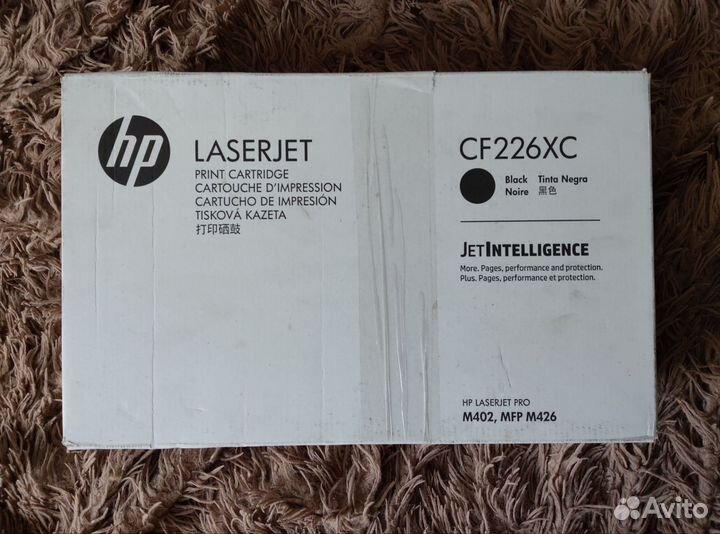 hp
LASERJET
PRINT CARTRIDGE
CARTOUCHE D'IMPRESSION
CARTUCHO DE IMPRESIÓN
TISKOVÁ KAZETA
打印硒鼓
CF226XC
Black Tinta Negra
Noire 黑色
JETINTELLIGENCE
More. Pages, performance and protection.
Plus. Pages, performance et protection.
HP LASERJET PRO
M402, MFP M426
Avito